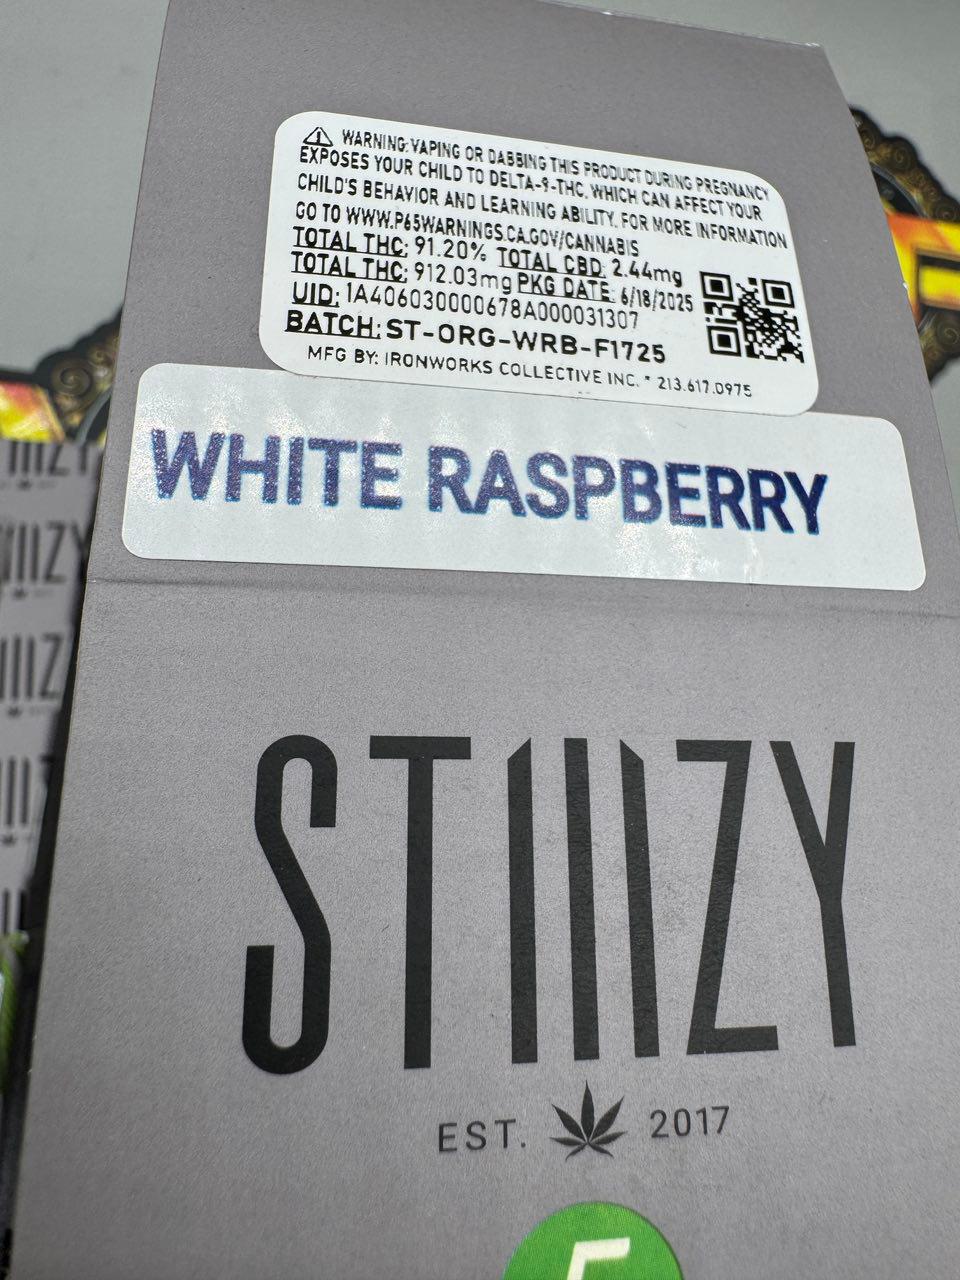 WARNING: VAPING OR DABBING THIS PRODUCT DURING PREGNANCY
EXPOSES YOUR CHILD TO DELTA-9-THC, WHICH CAN AFFECT YOUR
CHILD'S BEHAVIOR AND LEARNING ABILITY. FOR MORE INFORMATION
GO TO WWW.P65WARNINGS.CA.GOV/CANNABIS
TOTAL THC: 91.20% TOTAL CBD: 2.44mg
TOTAL THC: 912.03mg PKG DATE: 6/18/2025
UID: 1A406030000678A000031307
BATCH: ST-ORG-WRB-F1725
MFG BY: IRONWORKS COLLECTIVE INC. * 213.617.0975
WHITE RASPBERRY
STIIIZY
EST. 2017